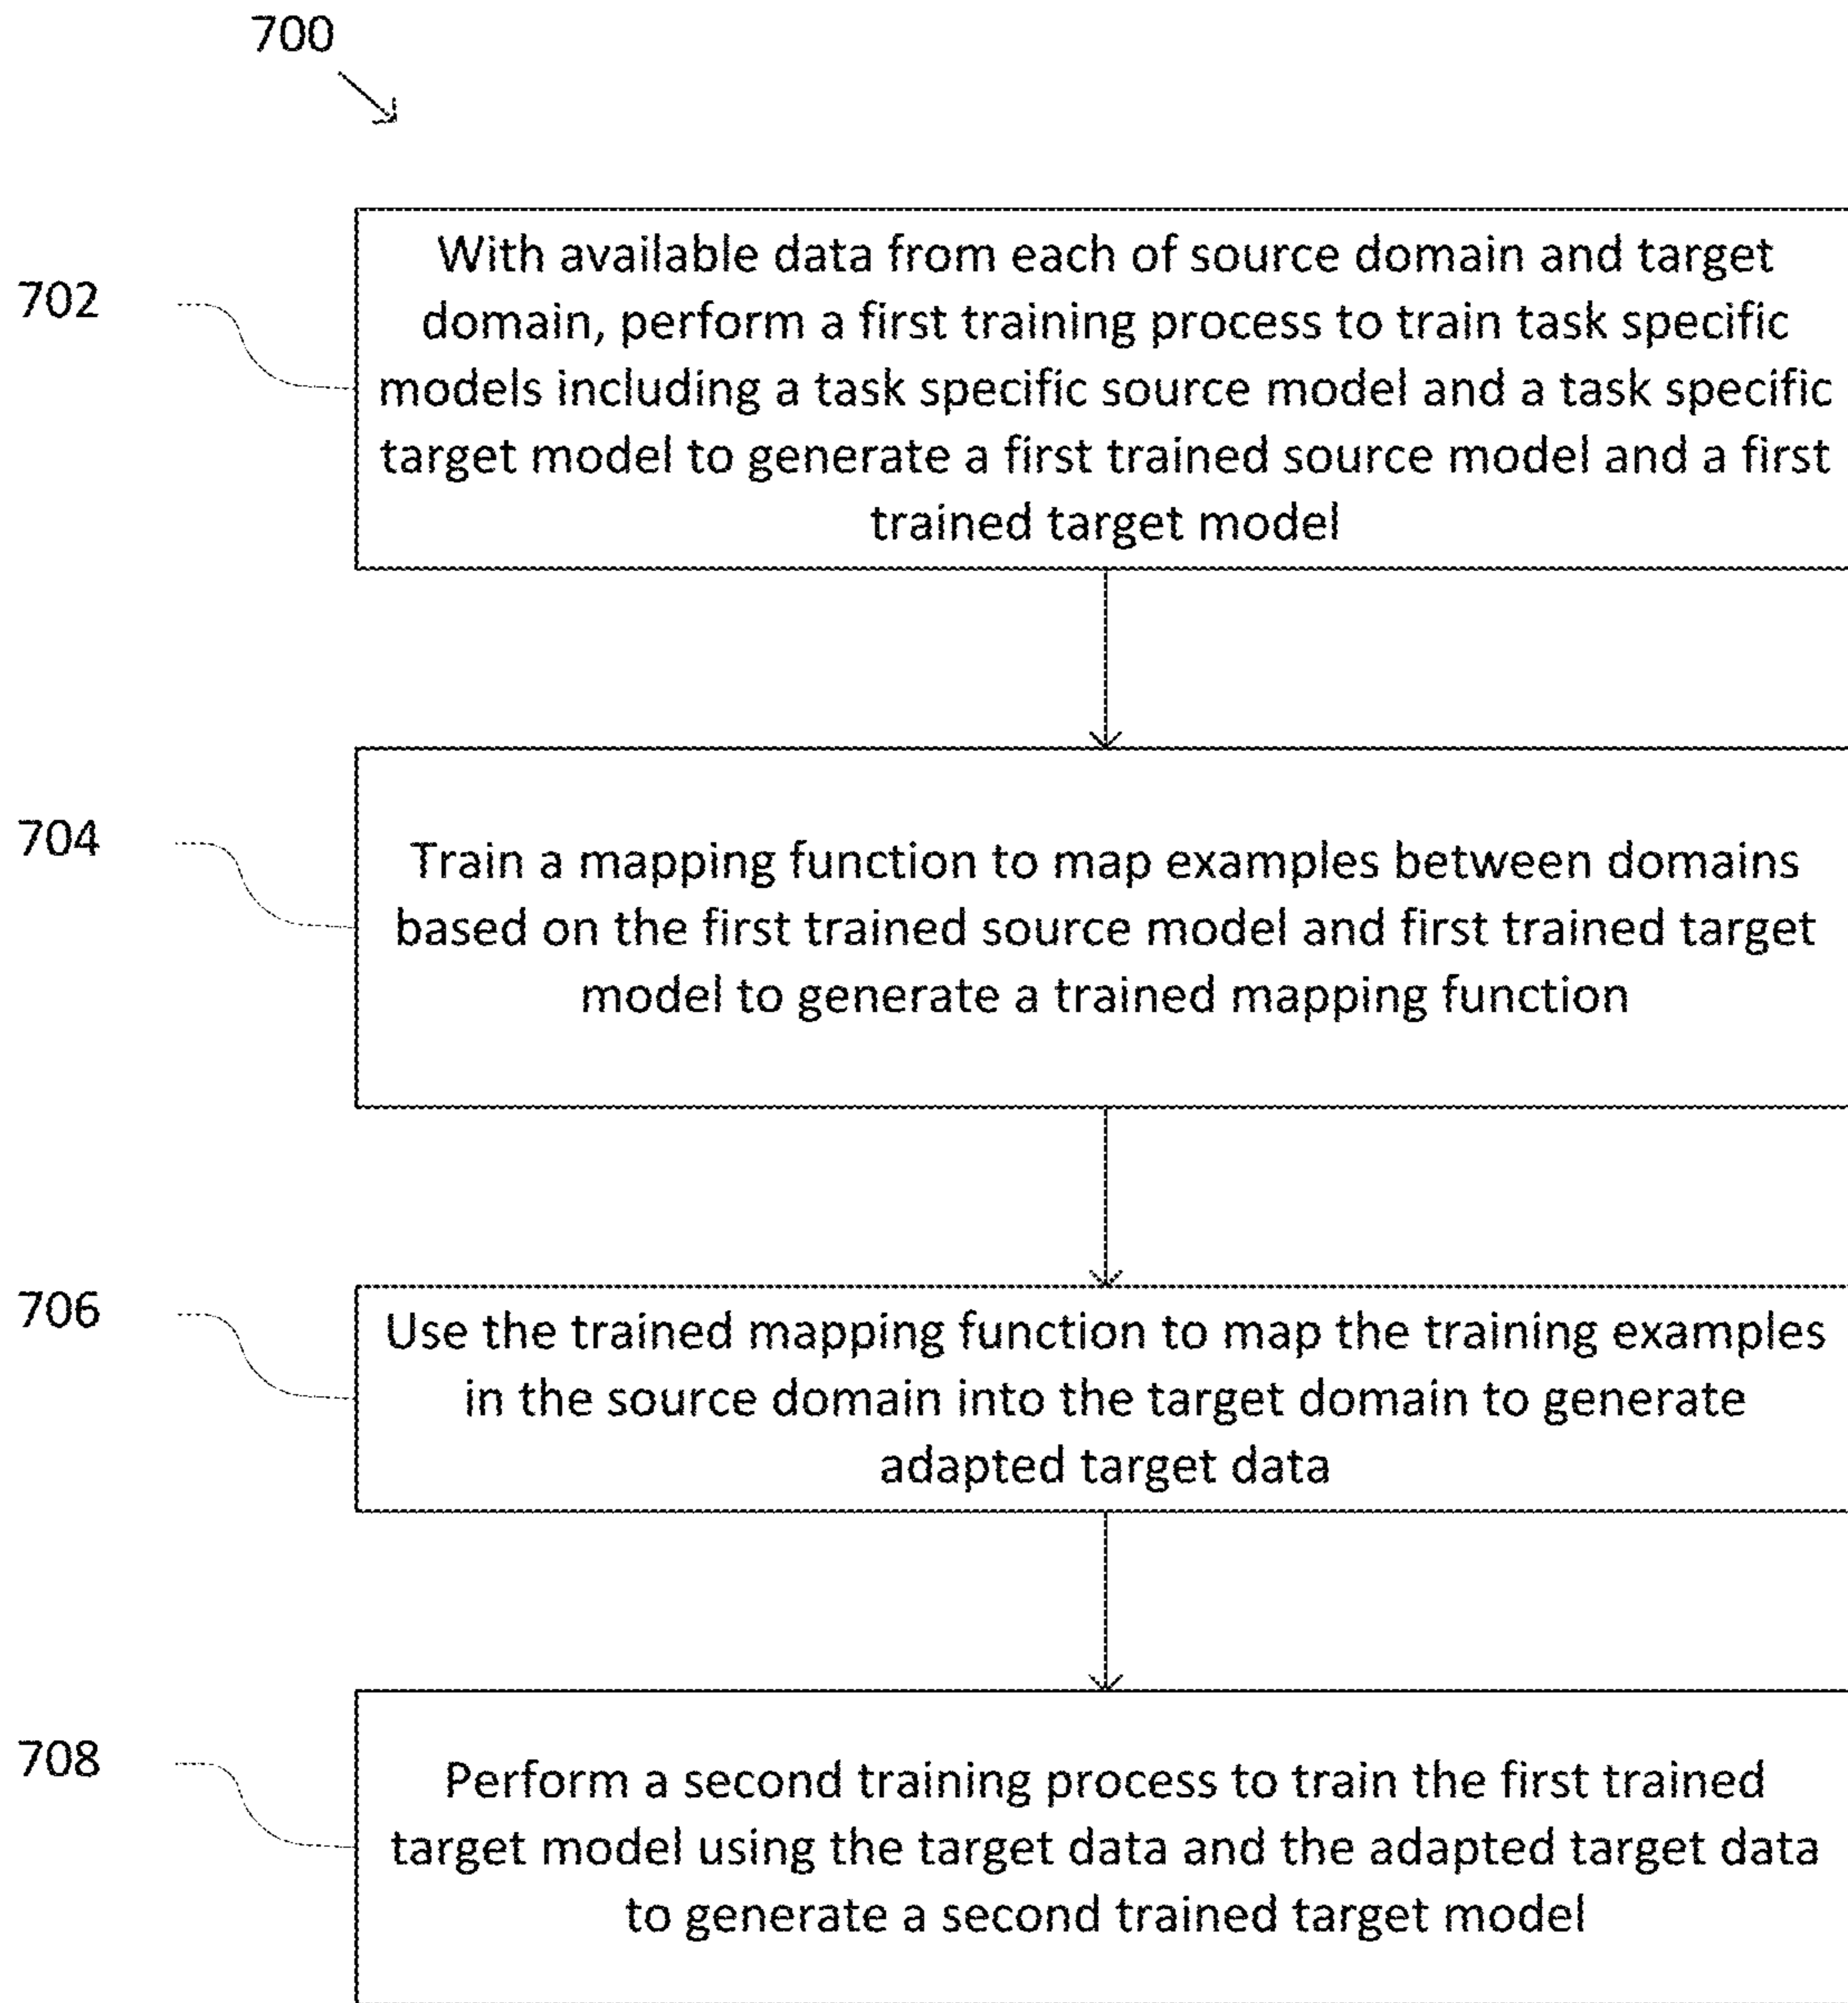 700
702
With available data from each of source domain and target
domain, perform a first training process to train task specific
models including a task specific source model and a task specific
target model to generate a first trained source model and a first
trained target model
704
Train a mapping function to map examples between domains
based on the first trained source model and first trained target
model to generate a trained mapping function
706
Use the trained mapping function to map the training examples
in the source domain into the target domain to generate
adapted target data
708
Perform a second training process to train the first trained
target model using the target data and the adapted target data
to generate a second trained target model